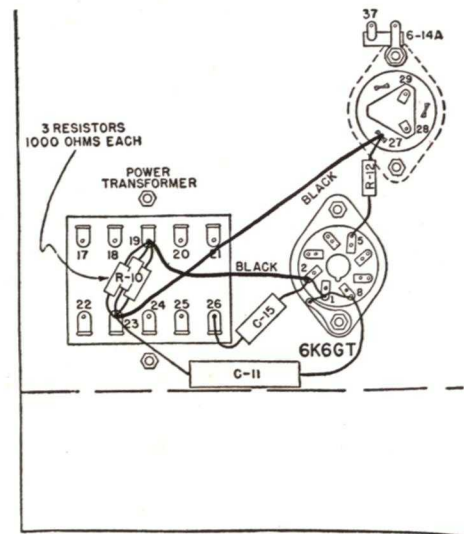 37
6-14A
29
28
27
3 RESISTORS
1000 OHMS EACH
POWER
TRANSFORMER
BLACK
R-12
17
18
19
20
21
R-10
BLACK
2
5
1
8
22
23
24
25
26
C-15
6K6GT
C-11